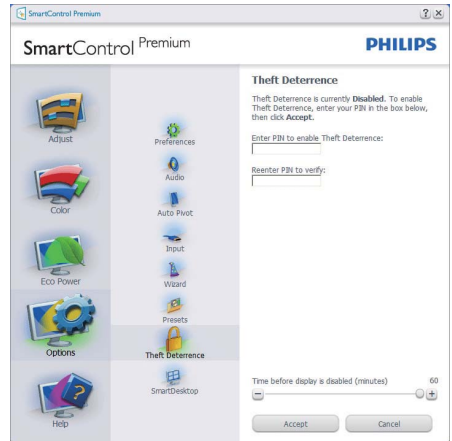 SmartControl Premium
? ×
SmartControl Premium
PHILIPS
Adjust
Color
Eco Power
Options
Help
Preferences
Audio
Auto Pivot
Input
Wizard
Presets
Theft Deterrence
SmartDesktop
Theft Deterrence
Theft Deterrence is currently Disabled. To enable
Theft Deterrence, enter your PIN in the box below,
then click Accept.
Enter PIN to enable Theft Deterrence:
Reenter PIN to verify:
Time before display is disabled (minutes) 60
Accept Cancel